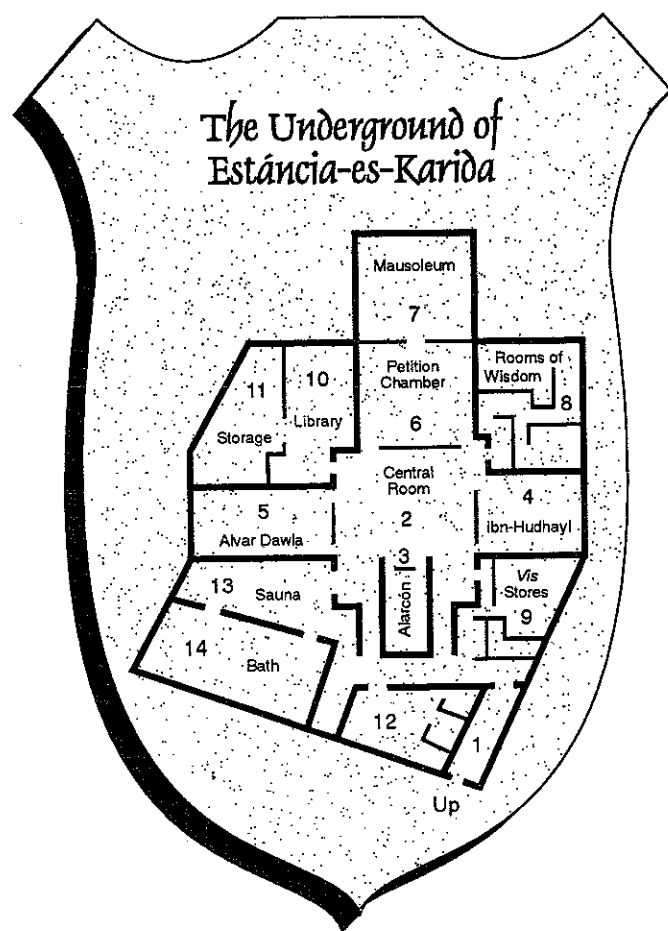 The Underground of
Estáncia-es-Karida
Mausoleum
7
Petition
Chamber
6
Rooms of
Wisdom
8
10
11
Library
Storage
Central
Room
2
4
ibn-Hudhayl
5
Alvar Dawla
3
Alarcón
Vis
Stores
9
13
Sauna
14
Bath
12
1
Up